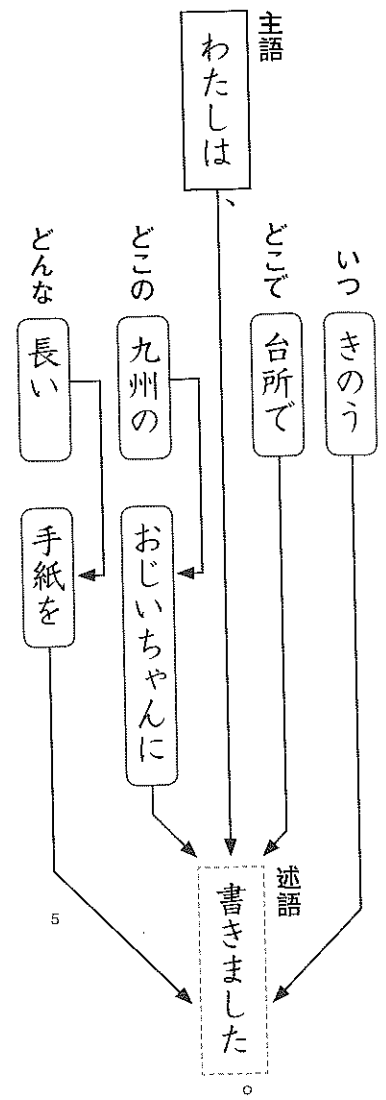 いつ
きのう
どこで
台所で
主語
わたしは、
述語
書きました。
どこの
九州の
おじいちゃんに
どんな
長い
手紙を
5